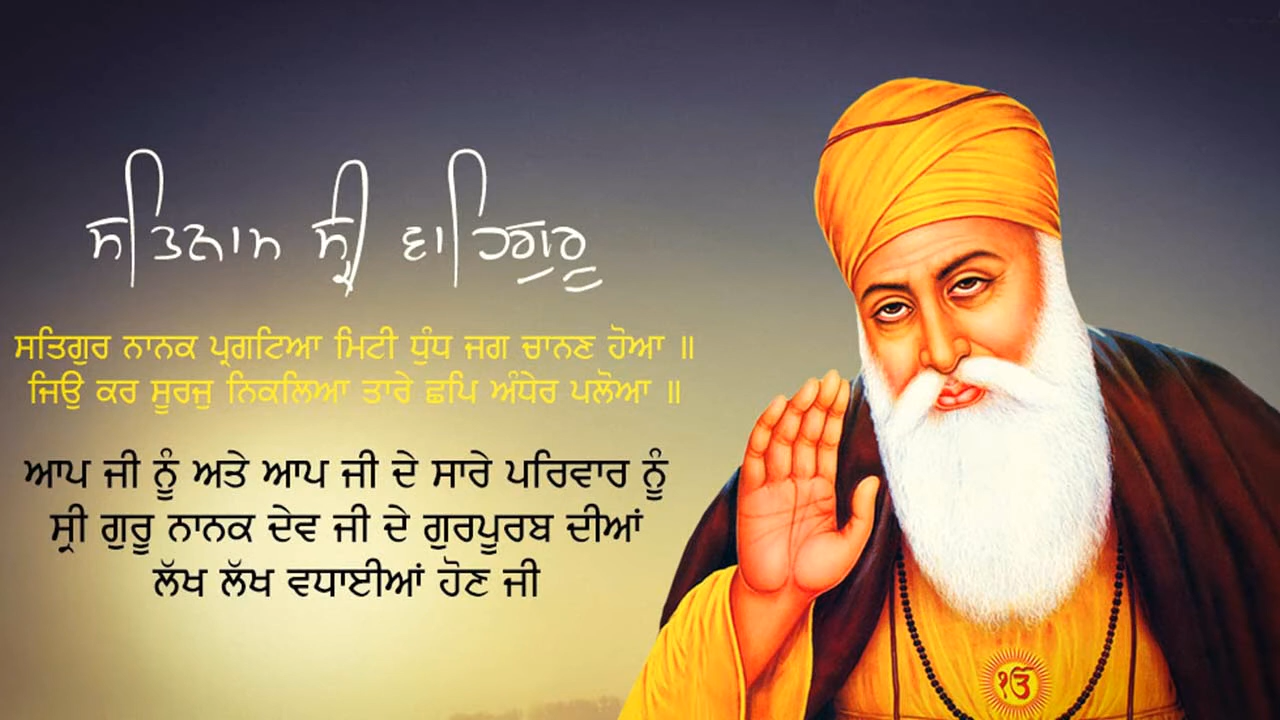 ਸਤਿਨਾਮ ਸ੍ਰੀ ਵਾਹਿਗੁਰੂ
ਸਤਿਗੁਰ ਨਾਨਕ ਪ੍ਰਗਟਿਆ ਮਿਟੀ ਧੁੰਧ ਜਗ ਚਾਨਣ ਹੋਆ ॥
ਜਿਉ ਕਰ ਸੂਰਜੁ ਨਿਕਲਿਆ ਤਾਰੇ ਛਪਿ ਅੰਧੇਰ ਪਲੋਆ ॥
ਆਪ ਜੀ ਨੂੰ ਅਤੇ ਆਪ ਜੀ ਦੇ ਸਾਰੇ ਪਰਿਵਾਰ ਨੂੰ
ਸ੍ਰੀ ਗੁਰੂ ਨਾਨਕ ਦੇਵ ਜੀ ਦੇ ਗੁਰਪੂਰਬ ਦੀਆਂ
ਲੱਖ ਲੱਖ ਵਧਾਈਆਂ ਹੋਣ ਜੀ
ੴ